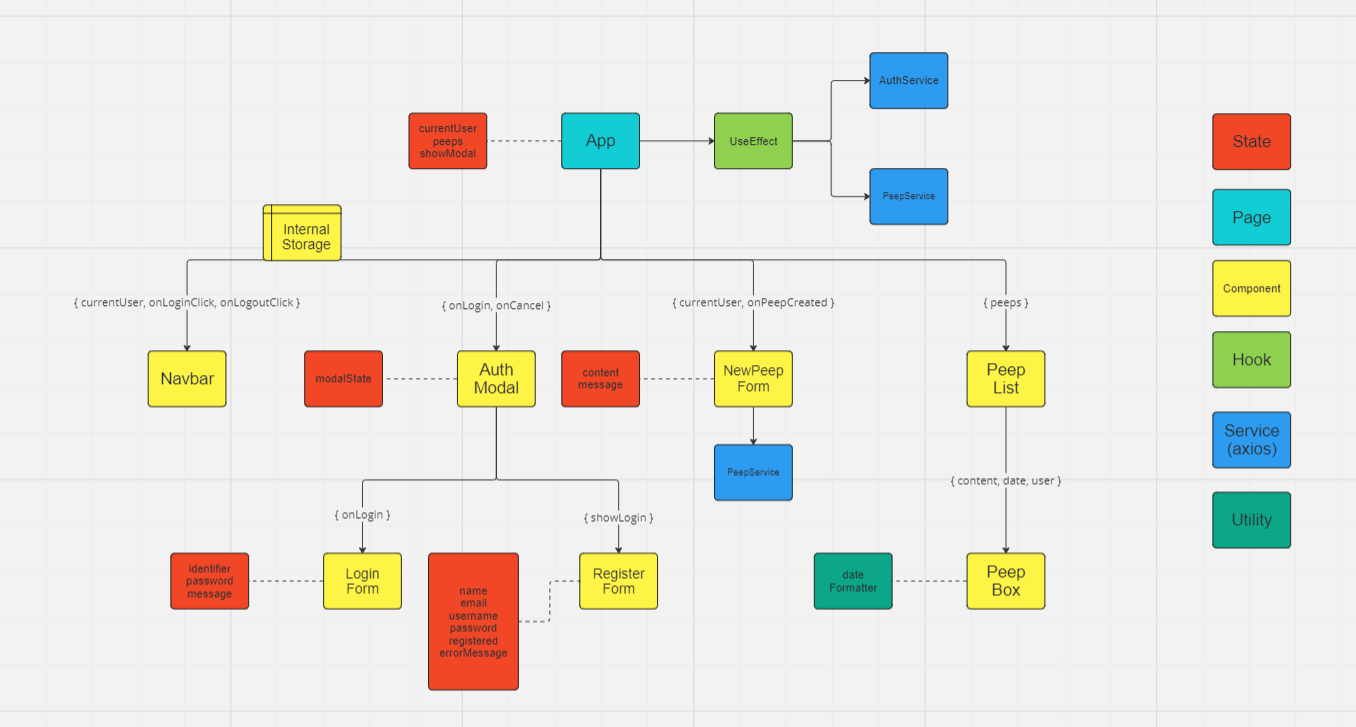 AuthService
currentUser
peeps
showModal
App
UseEffect
State
PeepService
Page
Internal
Storage
Component
{ currentUser, onLoginClick, onLogoutClick }
{ onLogin, onCancel }
{ currentUser, onPeepCreated }
{ peeps }
Navbar
modalState
Auth
Modal
content
message
NewPeep
Form
Peep
List
Hook
PeepService
{ content, date, user }
Service
(axios)
{ onLogin }
{ showLogin }
Utility
identifier
password
message
Login
Form
name
email
username
password
registered
errorMessage
Register
Form
date
Formatter
Peep
Box